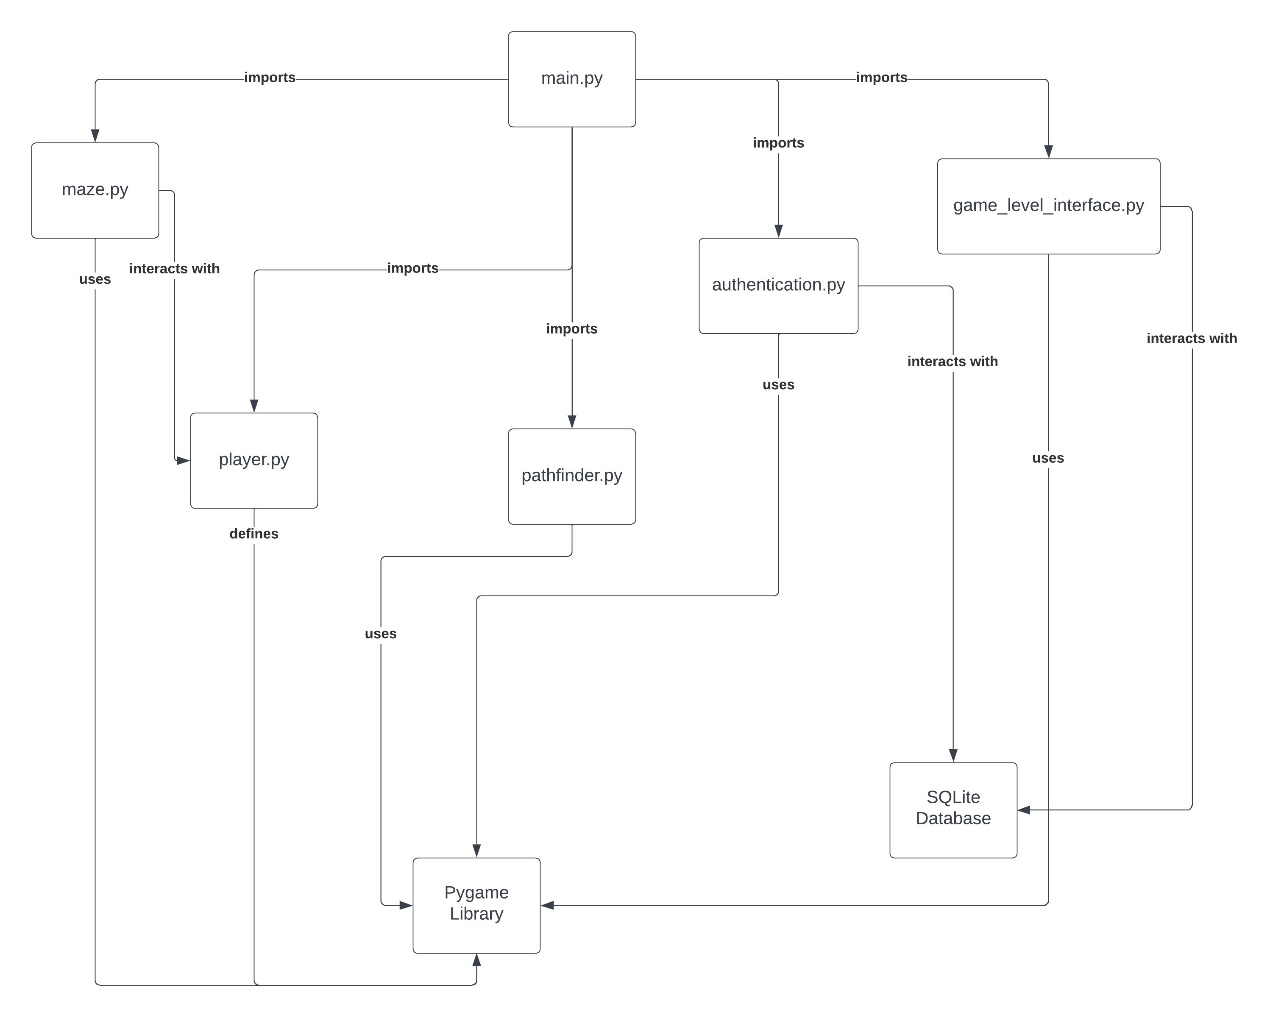 main.py
imports
imports
imports
maze.py
game_level_interface.py
interacts with
uses
imports
authentication.py
imports
interacts with
interacts with
uses
player.py
pathfinder.py
uses
defines
uses
SQLite
Database
Pygame
Library